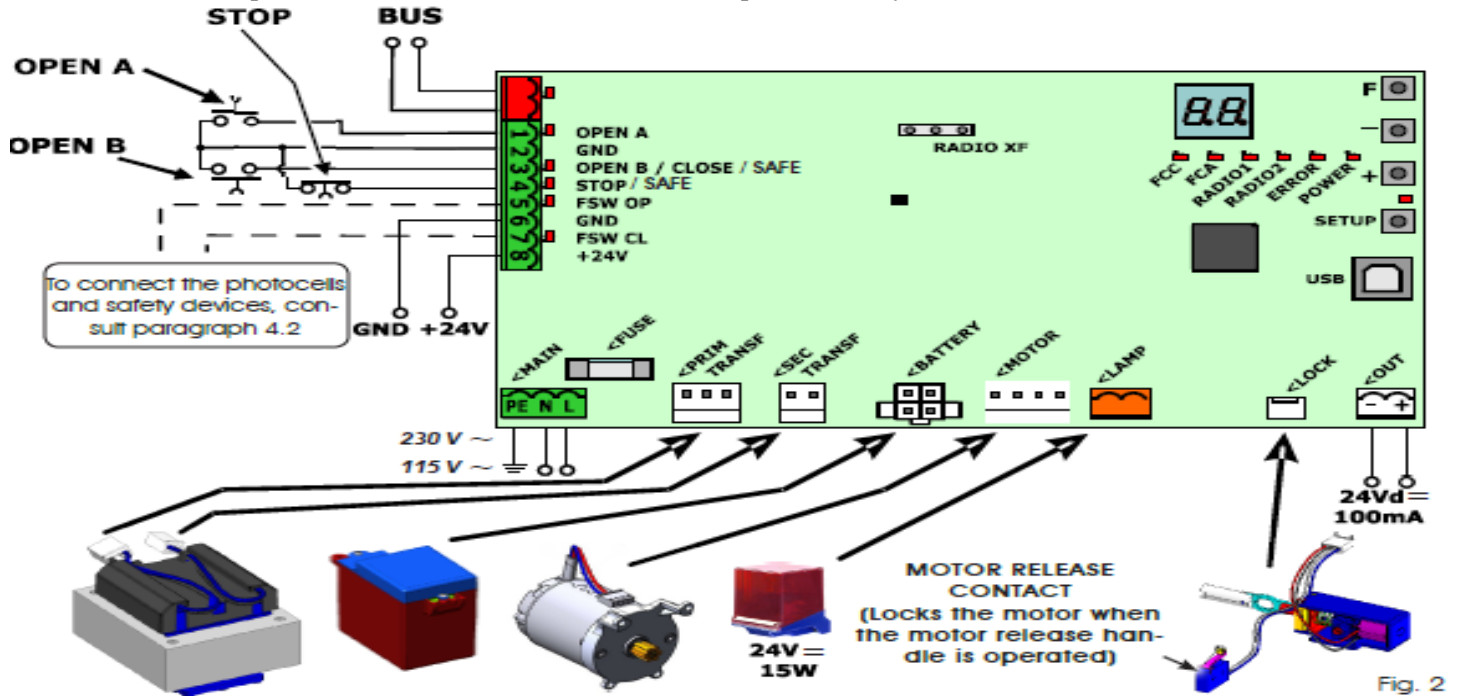 STOP
BUS
OPEN A
OPEN B
1 OPEN A
2 GND
3 OPEN B / CLOSE / SAFE
4 STOP / SAFE
5 FSW OP
6 GND
7 FSW CL
8 +24V
To connect the photocells
and safety devices, con-
sult paragraph 4.2
GND +24V
RADIO XF
8.8.
FCC
FCA
RADIO1
RADIO2
ERROR
POWER
F
–
+
SETUP
USB
<MAIN
PE N L
<FUSE
<PRIM
TRANSF
<SEC
TRANSF
<BATTERY
<MOTOR
<LAMP
<LOCK
<OUT
- +
230 V ~
115 V ~
24Vd=
100mA
24V=
15W
MOTOR RELEASE
CONTACT
(Locks the motor when
the motor release han-
dle is operated)
Fig. 2